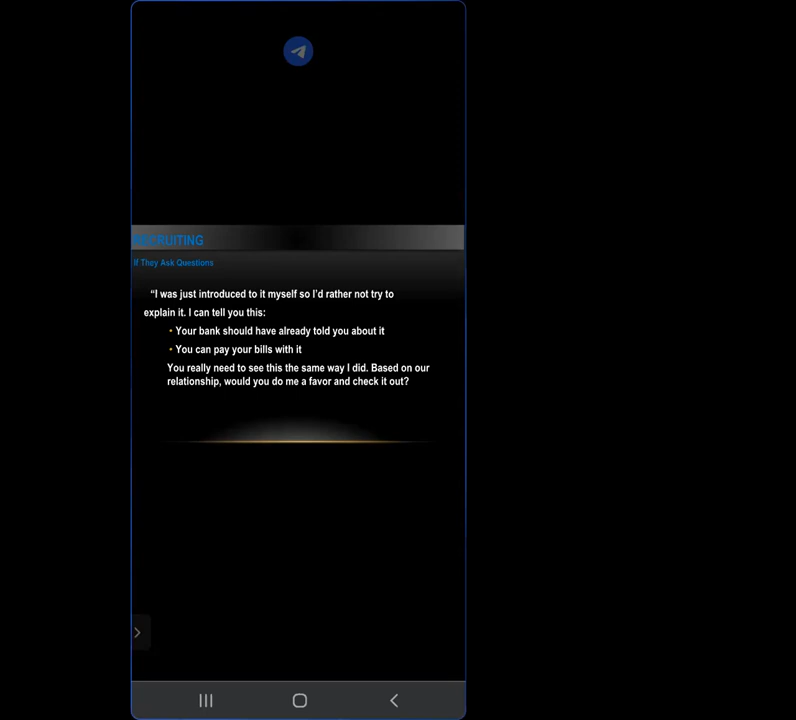 RECRUITING
If They Ask Questions
“I was just introduced to it myself so I’d rather not try to
explain it. I can tell you this:
• Your bank should have already told you about it
• You can pay your bills with it
You really need to see this the same way I did. Based on our
relationship, would you do me a favor and check it out?